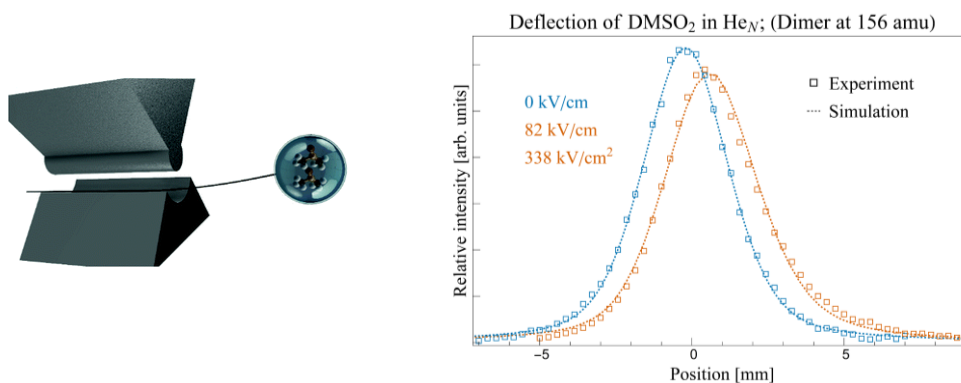 Deflection of DMSO₂ in He_N; (Dimer at 156 amu)
0 kV/cm
82 kV/cm
338 kV/cm²
Experiment
Simulation
Relative intensity [arb. units]
-5
0
5
Position [mm]